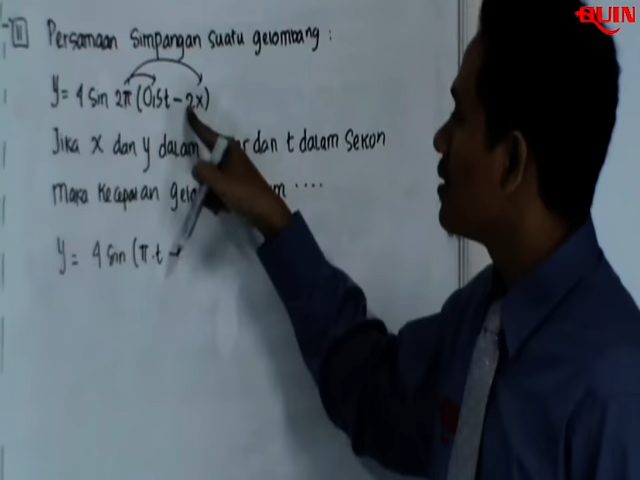 QUIN
Persamaan simpangan suatu gelombang :
y = 4 sin 2π (0,5t - 2x)
Jika x dan y dalam dan t dalam sekon
maka kecepatan ....
y = 4 sin (π.t -